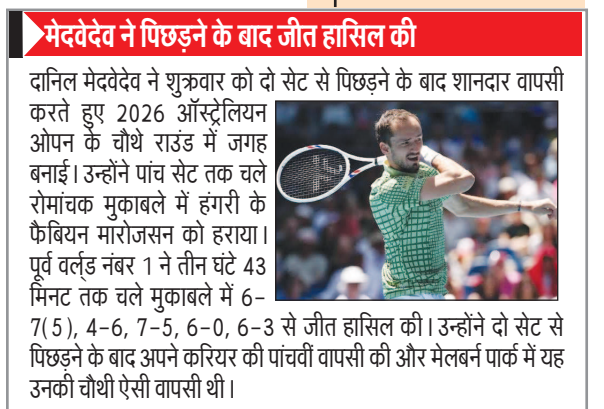 मेदवेदेव ने पिछड़ने के बाद जीत हासिल की
दानिल मेदवेदेव ने शुक्रवार को दो सेट से पिछड़ने के बाद शानदार वापसी
करते हुए 2026 ऑस्ट्रेलियन
ओपन के चौथे राउंड में जगह
बनाई। उन्होंने पांच सेट तक चले
रोमांचक मुकाबले में हंगरी के
फैबियन मारोजसन को हराया।
पूर्व वर्ल्ड नंबर 1 ने तीन घंटे 43
मिनट तक चले मुकाबले में 6-
7(5), 4-6, 7-5, 6-0, 6-3 से जीत हासिल की। उन्होंने दो सेट से
पिछड़ने के बाद अपने करियर की पांचवीं वापसी की और मेलबर्न पार्क में यह
उनकी चौथी ऐसी वापसी थी।